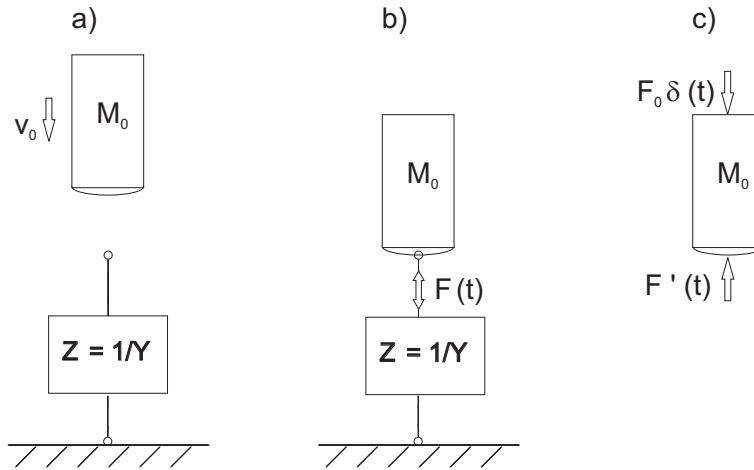 a)
v₀
M₀
Z = 1/Y
b)
M₀
F (t)
Z = 1/Y
c)
F₀ δ (t)
M₀
F ' (t)